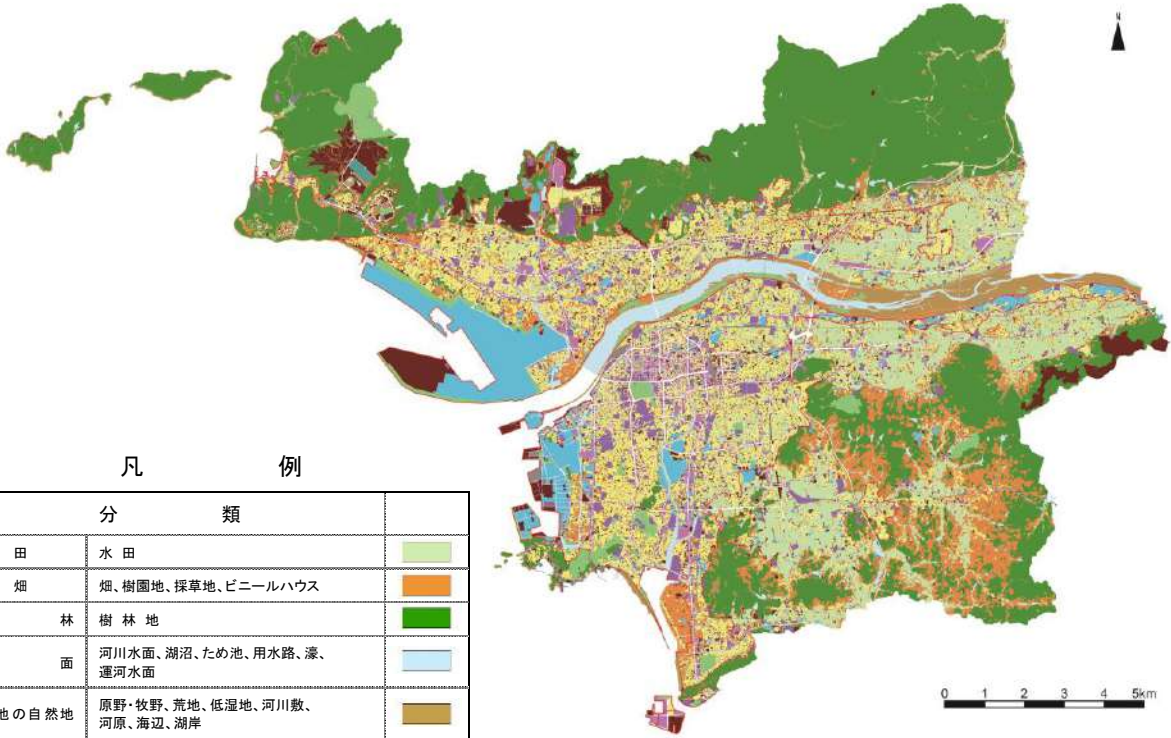 N
凡 例
分 類
田 水 田
畑 畑、樹園地、採草地、ビニールハウス
林 樹 林 地
面 河川水面、湖沼、ため池、用水路、濠、
運河水面
他の自然地 原野・牧野、荒地、低湿地、河川敷、
河原、海辺、湖岸
0 1 2 3 4 5km